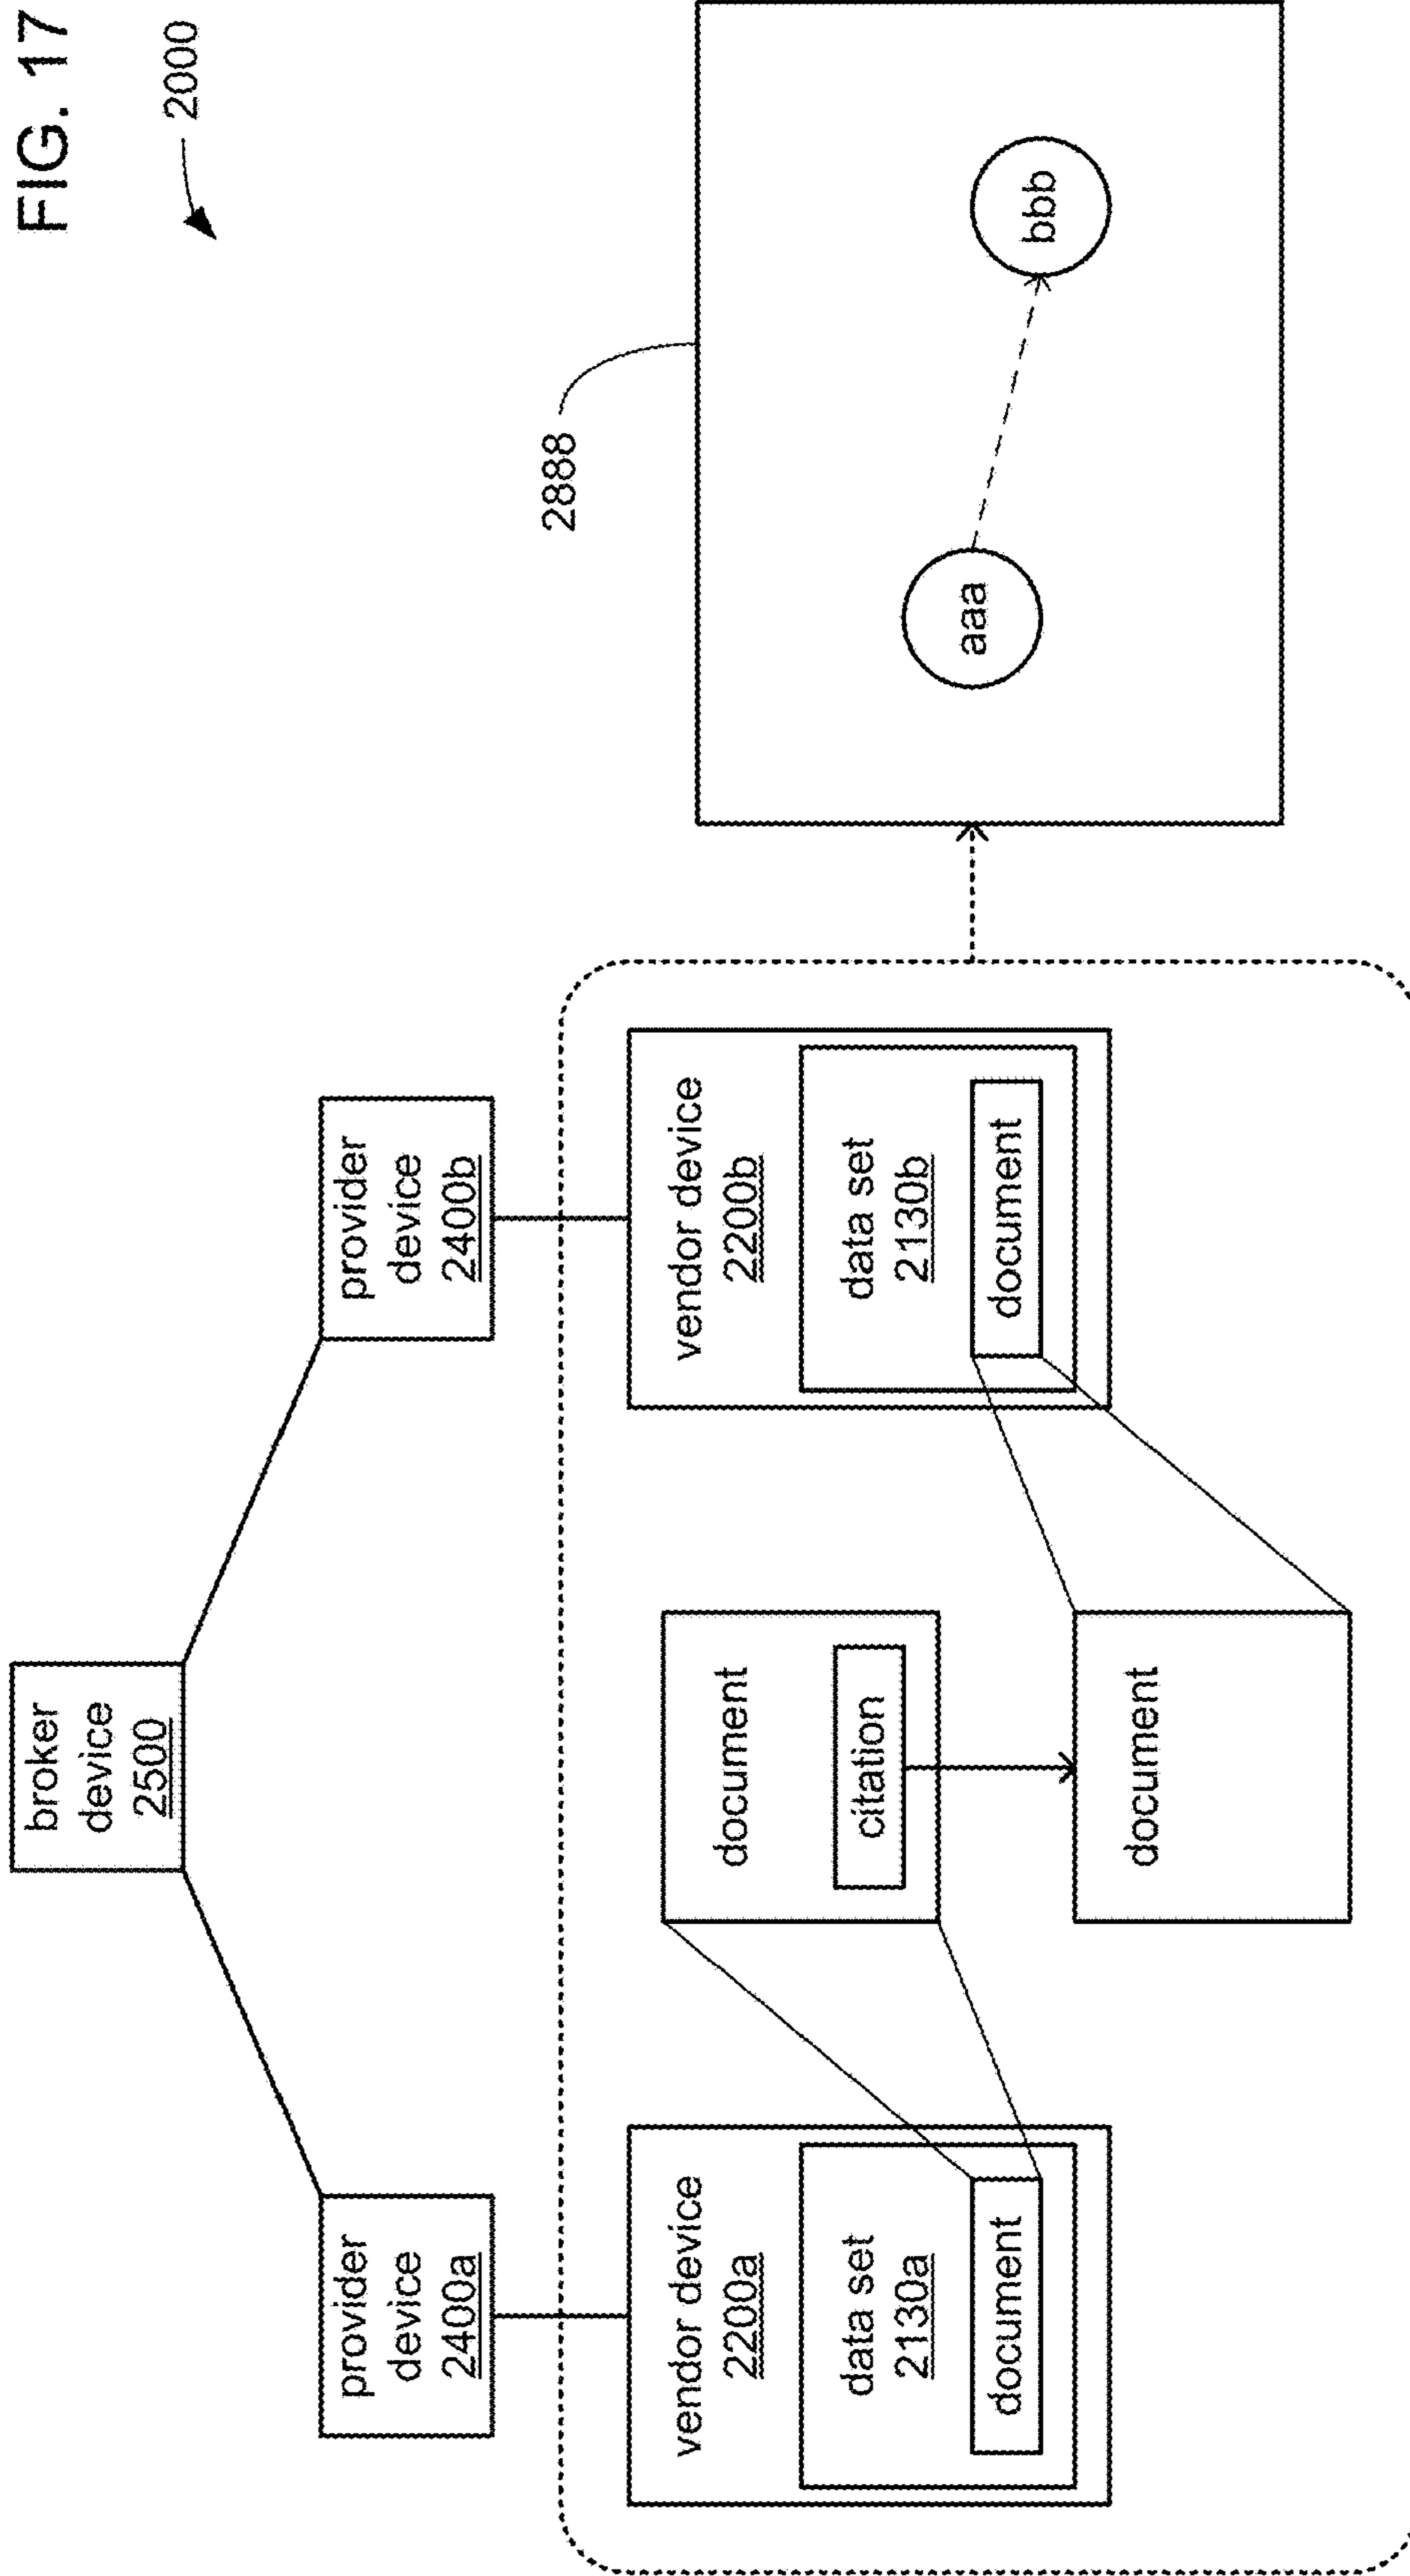 FIG. 17
2000
broker
device
2500
provider
device
2400a
provider
device
2400b
vendor device
2200a
data set
2130a
document
document
citation
document
vendor device
2200b
data set
2130b
document
2888
aaa
bbb